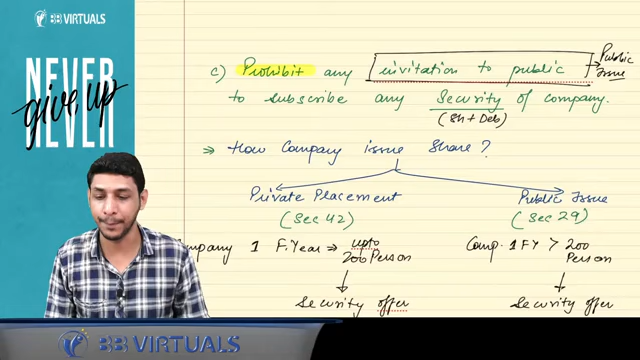 BB VIRTUALS
NEVER
give up
NEVER
c) Prohibit any invitation to public → Public Issue
to subscribe any Security of company.
(Sh + Deb)
⇒ How Company issue Share?
Private Placement Public Issue
(Sec 42) (Sec 29)
ompany 1 F.Year ⇒ upto 200 Person
Comp. 1 FY > 200 Person
Security offer Security offer
BB VIRTUALS